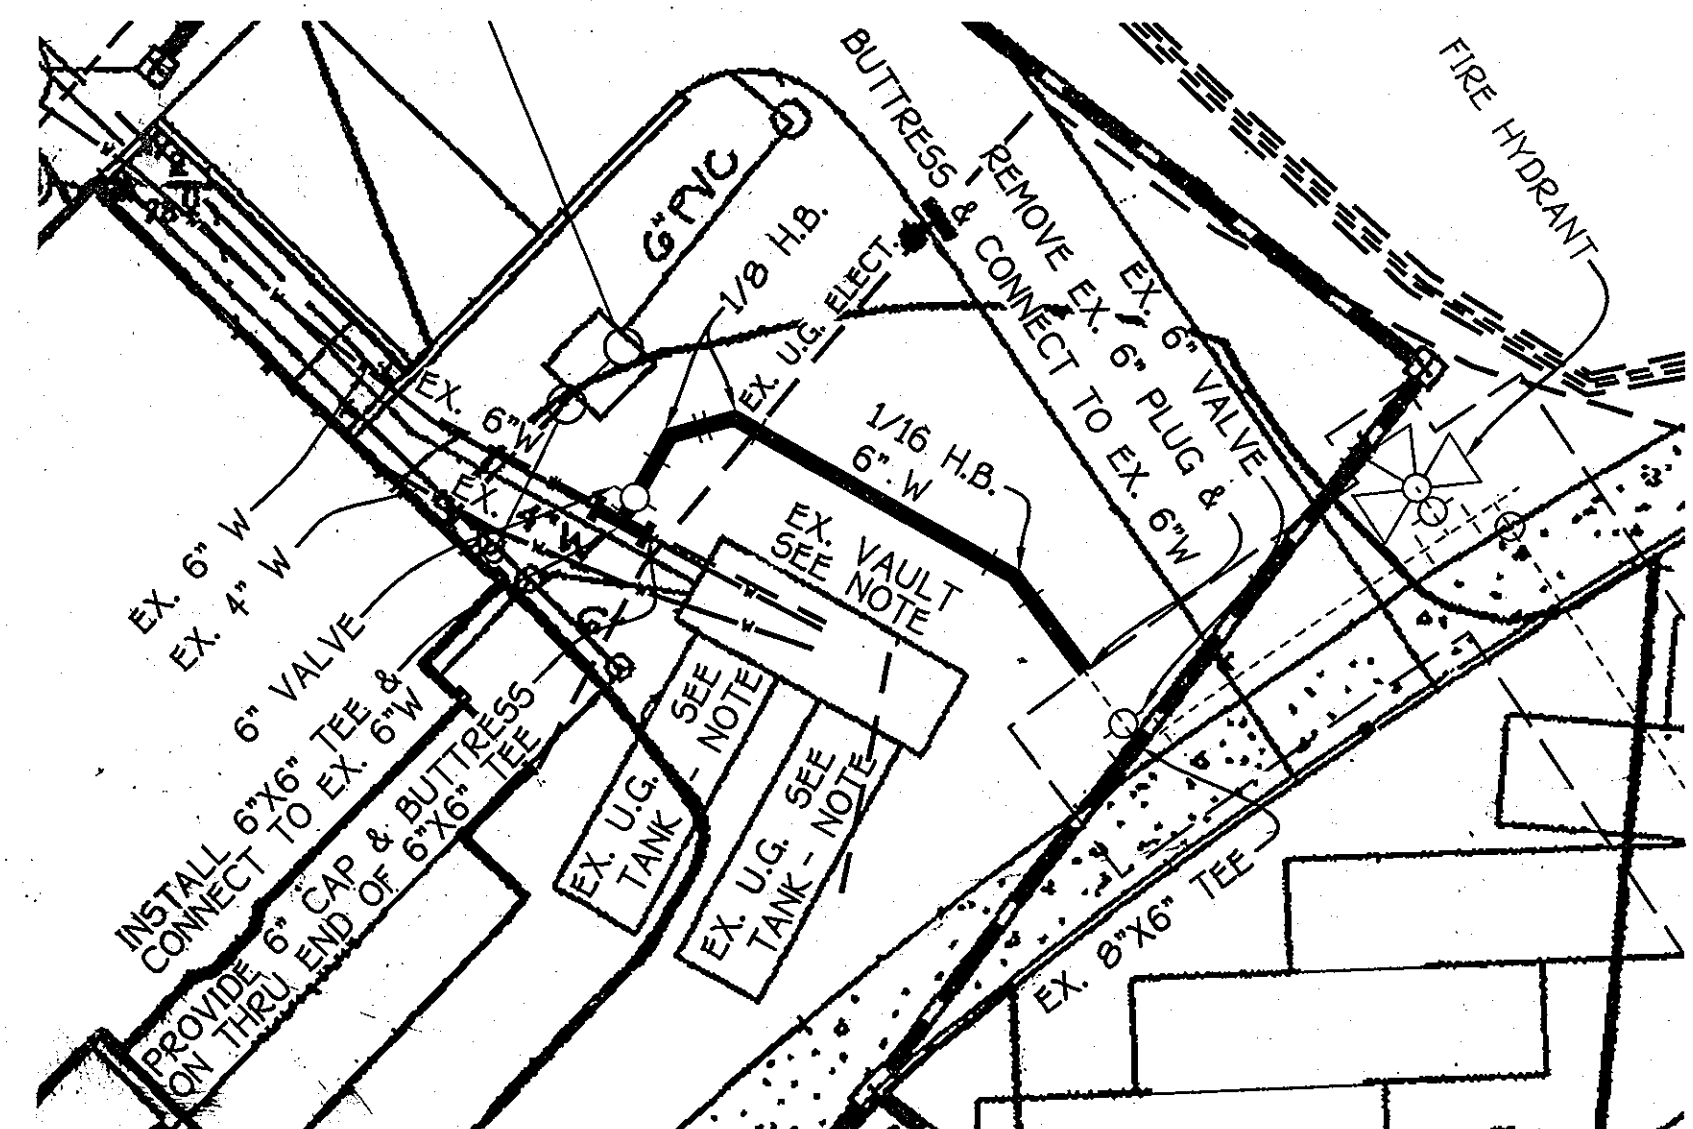 FIRE HYDRANT
BUTTRESS &
REMOVE EX. 6" PLUG &
CONNECT TO EX. 6"W
EX. 6" VALVE
6" PVC
1/8 H.B.
EX. U.G. ELECT.
1/16 H.B.
6". W
EX. 6"W
EX. 4"W
EX. VAULT
SEE NOTE
EX. 6" W
EX. 4" W
6" VALVE
INSTALL 6"X6" TEE &
CONNECT TO EX. 6"W
PROVIDE 6" CAP & BUTTRESS
ON THRU END OF 6"X6" TEE
EX. U.G. SEE
TANK - NOTE
EX. U.G. SEE
TANK - NOTE
EX. 8"X6" TEE
W
W
W
W
W
W